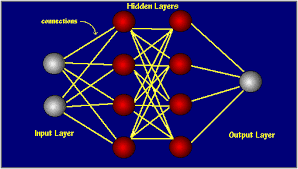 Hidden Layers
connections
Input Layer
Output Layer